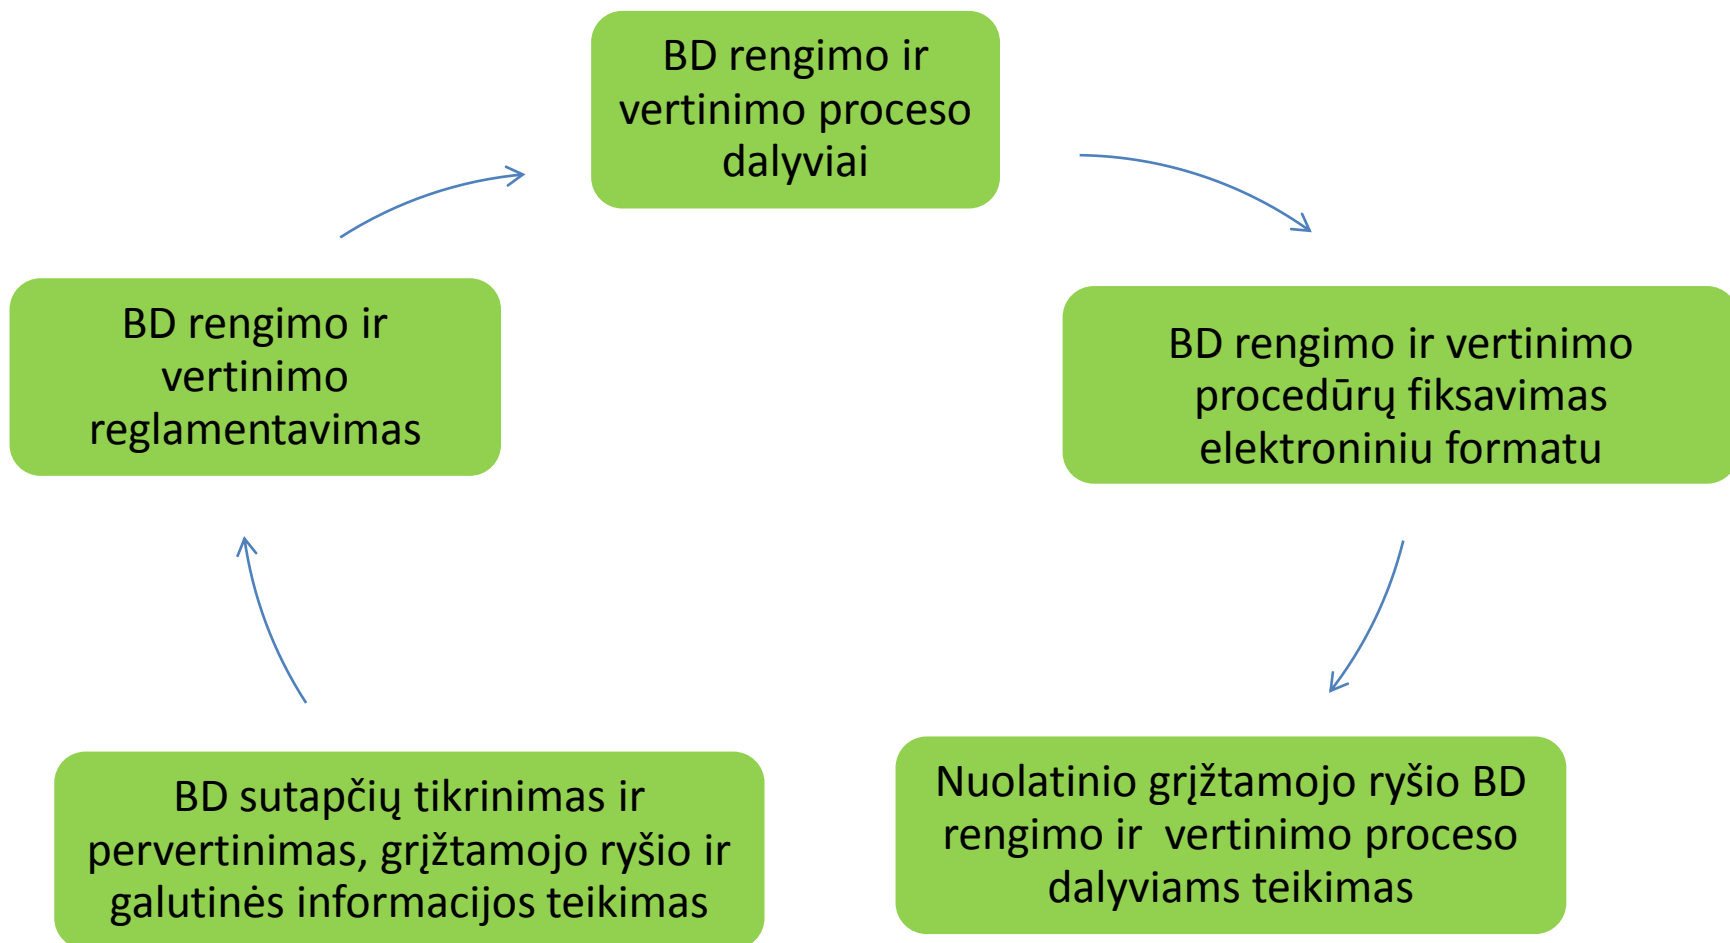 BD rengimo ir
vertinimo proceso
dalyviai
BD rengimo ir
vertinimo
reglamentavimas
BD rengimo ir vertinimo
procedūrų fiksavimas
elektroniniu formatu
BD sutapčių tikrinimas ir
pervertinimas, grįžtamojo ryšio ir
galutinės informacijos teikimas
Nuolatinio grįžtamojo ryšio BD
rengimo ir vertinimo proceso
dalyviams teikimas